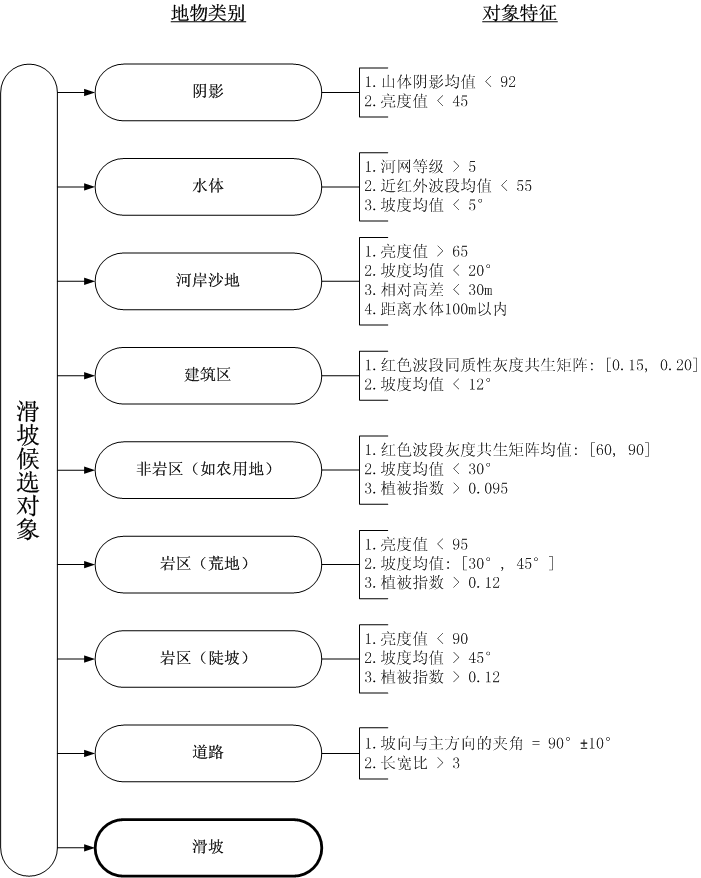 地物类别
对象特征
滑坡候选对象
阴影
1.山体阴影均值 < 92
2.亮度值 < 45
水体
1.河网等级 > 5
2.近红外波段均值 < 55
3.坡度均值 < 5°
河岸沙地
1.亮度值 > 65
2.坡度均值 < 20°
3.相对高差 < 30m
4.距离水体100m以内
建筑区
1.红色波段同质性灰度共生矩阵: [0.15, 0.20]
2.坡度均值 < 12°
非岩区（如农用地）
1.红色波段灰度共生矩阵均值: [60, 90]
2.坡度均值 < 30°
3.植被指数 > 0.095
岩区（荒地）
1.亮度值 < 95
2.坡度均值: [30°, 45° ]
3.植被指数 > 0.12
岩区（陡坡）
1.亮度值 < 90
2.坡度均值 > 45°
3.植被指数 > 0.12
道路
1.坡向与主方向的夹角 = 90° ±10°
2.长宽比 > 3
滑坡